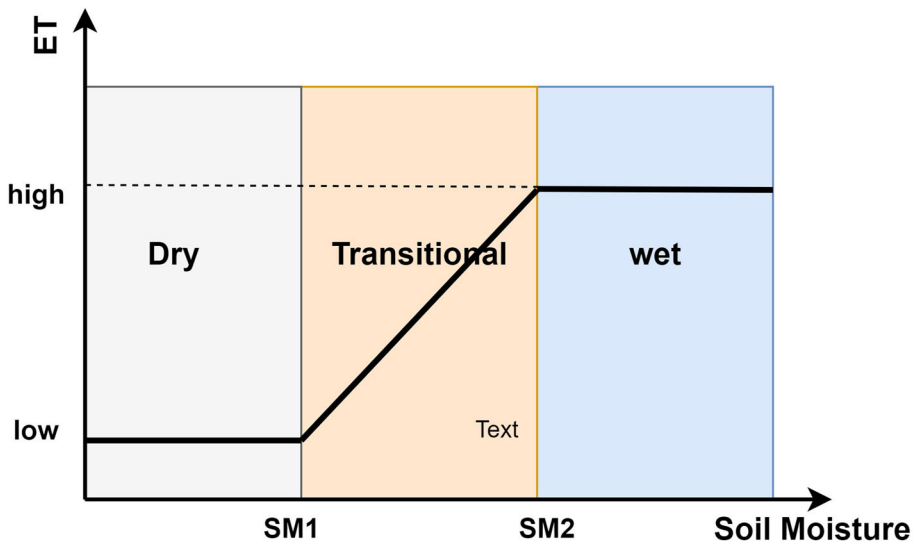 ET
high
Dry
Transitional
wet
low
Text
SM1
SM2
Soil Moisture